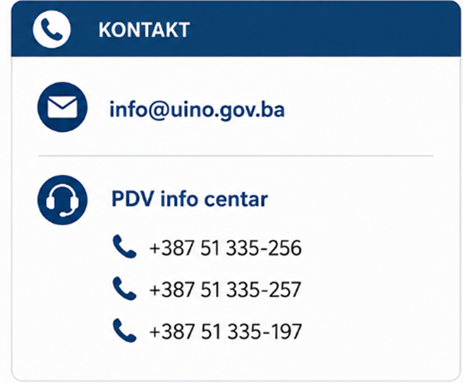 KONTAKT
info@uino.gov.ba
PDV info centar
+387 51 335-256
+387 51 335-257
+387 51 335-197